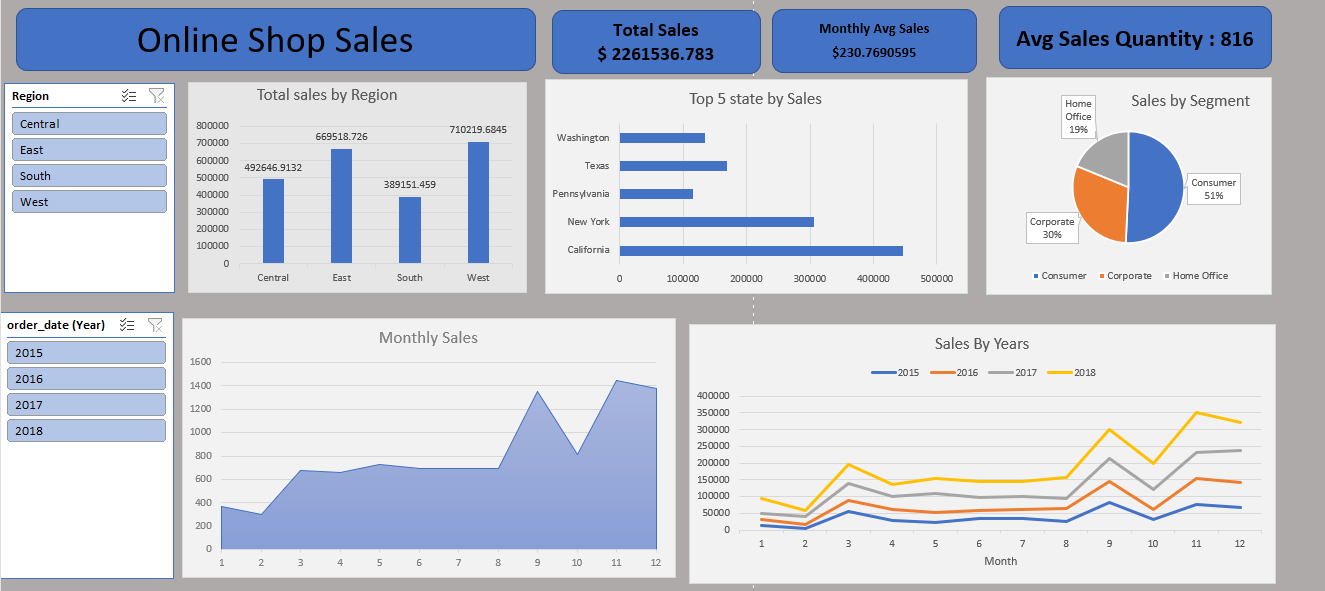 Online Shop Sales
Total Sales
$ 2261536.783
Monthly Avg Sales
$230.7690595
Avg Sales Quantity : 816
Region
Central
East
South
West
Total sales by Region
800000
700000
600000
500000
400000
300000
200000
100000
0
492646.9132
669518.726
389151.459
710219.6845
Central East South West
Top 5 state by Sales
Washington
Texas
Pennsylvania
New York
California
0 100000 200000 300000 400000 500000
Sales by Segment
Home
Office
19%
Consumer
51%
Corporate
30%
Consumer Corporate Home Office
order_date (Year)
2015
2016
2017
2018
Monthly Sales
1600
1400
1200
1000
800
600
400
200
0
1 2 3 4 5 6 7 8 9 10 11 12
Sales By Years
2015 2016 2017 2018
400000
350000
300000
250000
200000
150000
100000
50000
0
1 2 3 4 5 6 7 8 9 10 11 12
Month